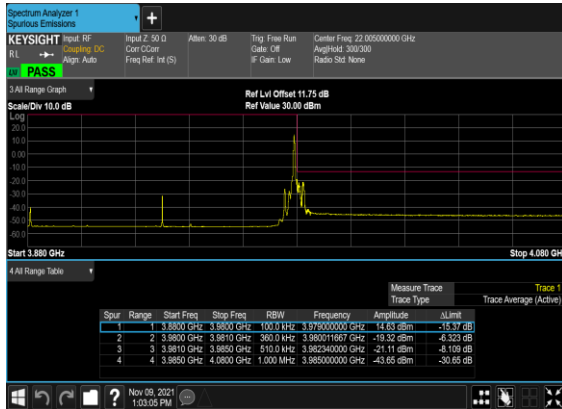 Spectrum Analyzer 1
Spurious Emissions
+
KEYSIGHT Input: RF Input Z: 50 Ω Atten: 30 dB Trig: Free Run Center Freq: 22.005000000 GHz
RL Coupling: DC Corr CCorr Gate: Off Avg|Hold: 300/300
Align: Auto Freq Ref: Int (S) IF Gain: Low Radio Std: None
PASS
3 All Range Graph Ref Lvl Offset 11.75 dB
Scale/Div 10.0 dB Ref Value 30.00 dBm
Log
20.0
10.0
0.00
-10.0
-20.0
-30.0
-40.0
-50.0
-60.0
Start 3.880 GHz Stop 4.080 GH
4 All Range Table
Measure Trace Trace 1
Trace Type Trace Average (Active)
Spur Range Start Freq Stop Freq RBW Frequency Amplitude ΔLimit
1 1 3.8800 GHz 3.9800 GHz 100.0 kHz 3.979000000 GHz 14.63 dBm -15.37 dB
2 2 3.9800 GHz 3.9810 GHz 360.0 kHz 3.980011667 GHz -19.32 dBm -6.323 dB
3 3 3.9810 GHz 3.9850 GHz 510.0 kHz 3.982340000 GHz -21.11 dBm -8.109 dB
4 4 3.9850 GHz 4.0800 GHz 1.000 MHz 3.985000000 GHz -43.65 dBm -30.65 dB
? Nov 09, 2021
1:03:05 PM